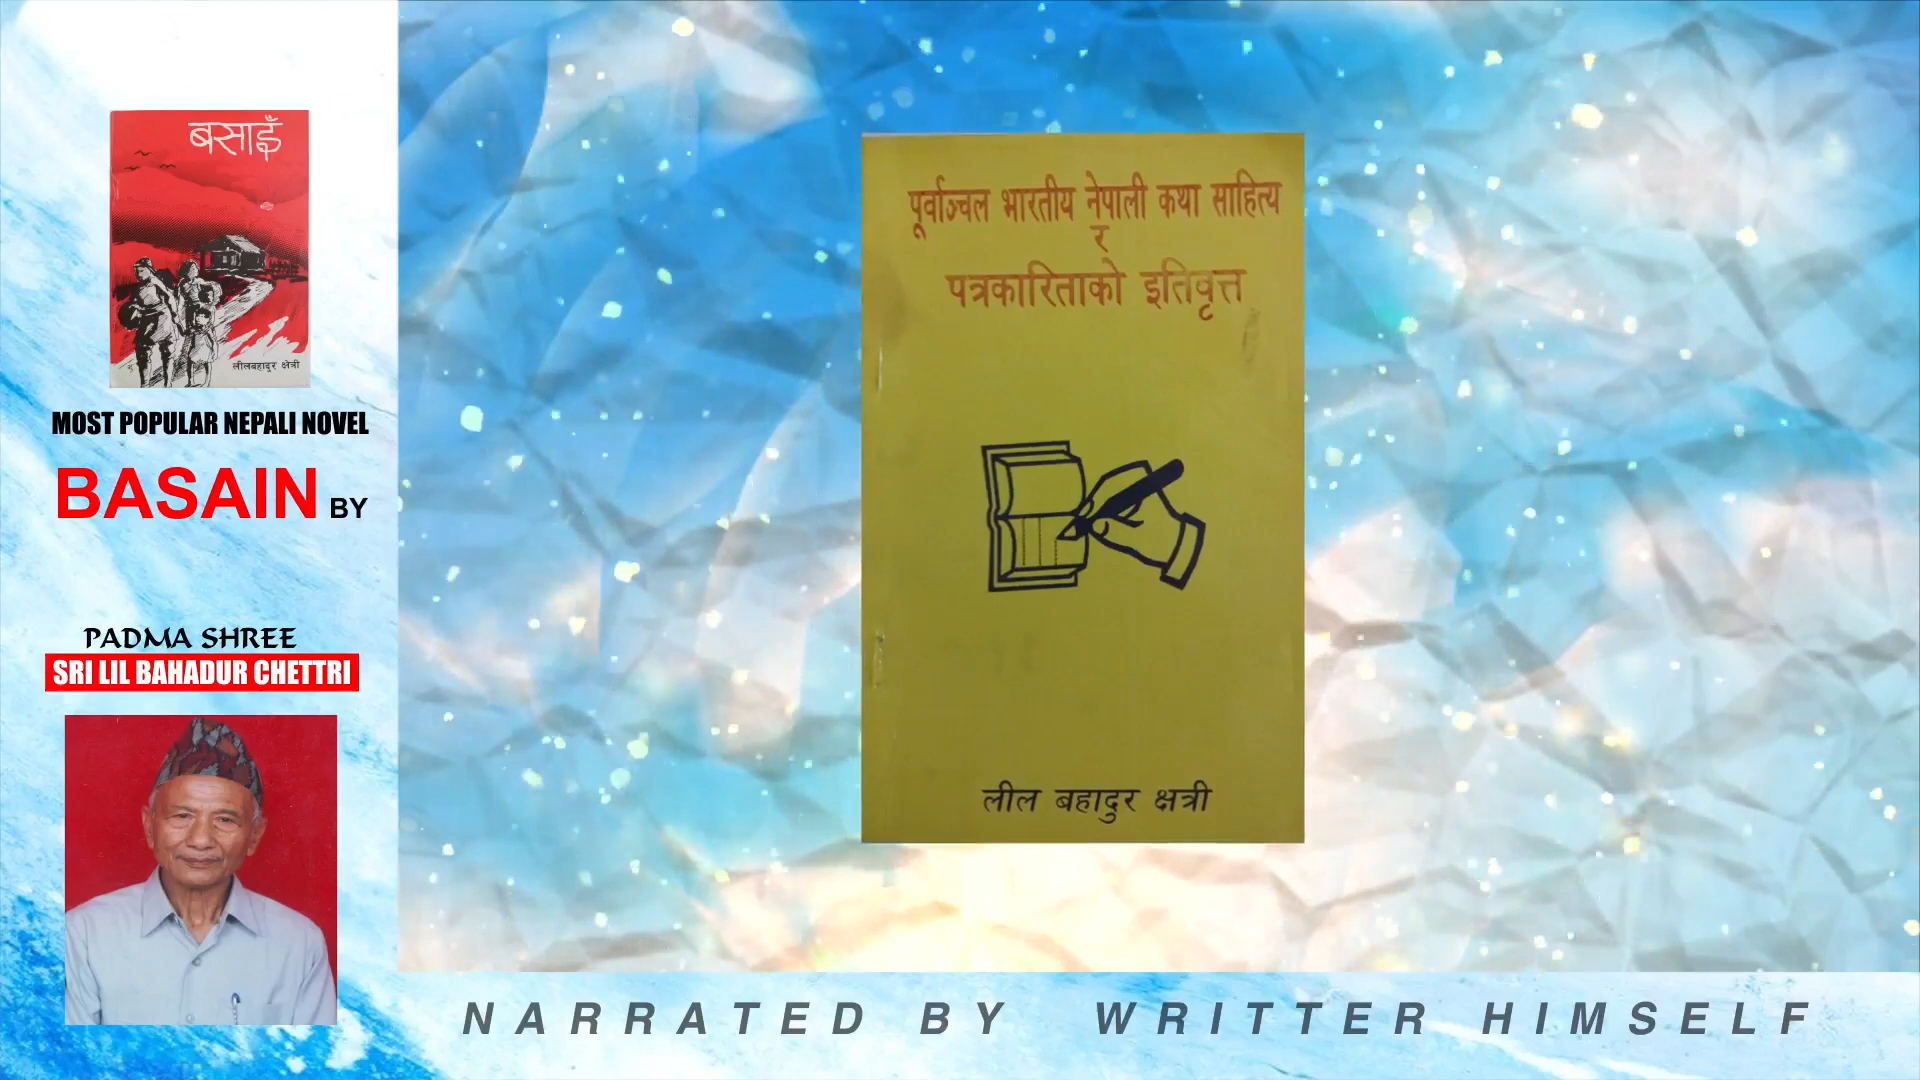 बसाइँ
लीलबहादुर क्षेत्री
MOST POPULAR NEPALI NOVEL
BASAIN BY
PADMA SHREE
SRI LIL BAHADUR CHETTRI
पूर्वाञ्चल भारतीय नेपाली कथा साहित्य
र
पत्रकारिताको इतिवृत्त
लील बहादुर क्षत्री
NARRATED BY WRITTER HIMSELF